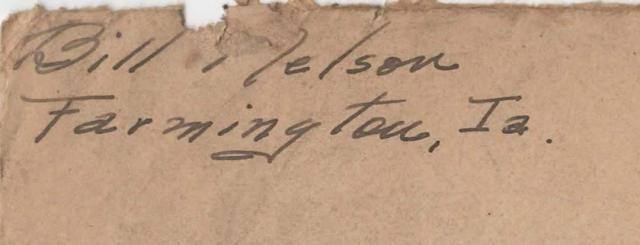 Bill Nelson
Farmington, Ia.